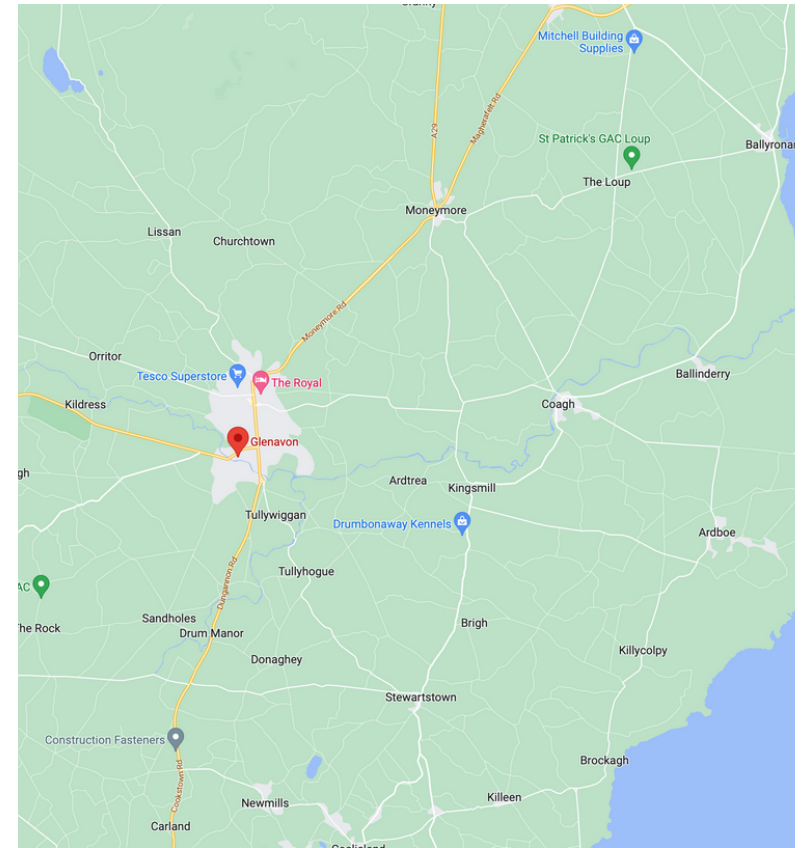 Mitchell Building
Supplies
A29
Magherafelt Rd
St Patrick's GAC Loup
Ballyronan
The Loup
Moneymore
Lissan
Churchtown
Moneymore Rd
Orritor
Tesco Superstore
The Royal
Ballinderry
Kildress
Coagh
Glenavon
gh
Ardtrea
Kingsmill
Tullywiggan
Drumbonaway Kennels
Ardboe
Tullyhogue
Dungannon Rd
AC
Sandholes
The Rock
Drum Manor
Brigh
Donaghey
Killycolpy
Stewartstown
Construction Fasteners
Brockagh
Cookstown Rd
Newmills
Killeen
Carland